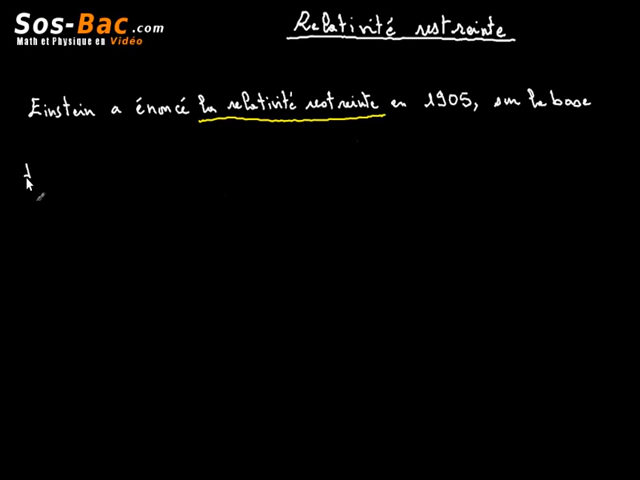 Sos-Bac.com
Math et Physique en Vidéo
Relativité restreinte
Einstein a énoncé la relativité restreinte en 1905, sur la base